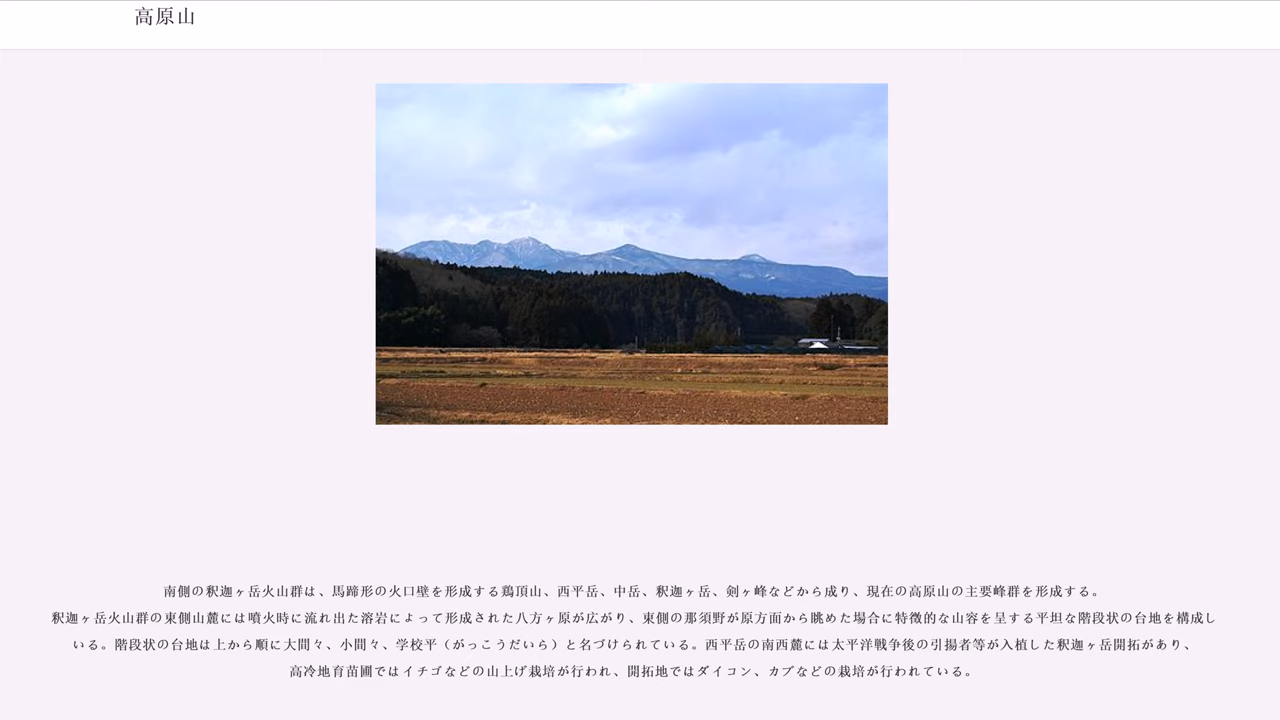 高原山
南側の釈迦ヶ岳火山群は、馬蹄形の火口壁を形成する鶏頂山、西平岳、中岳、釈迦ヶ岳、剣ヶ峰などから成り、現在の高原山の主要峰群を形成する。
釈迦ヶ岳火山群の東側山麓には噴火時に流れ出た溶岩によって形成された八方ヶ原が広がり、東側の那須野が原方面から眺めた場合に特徴的な山容を呈する平坦な階段状の台地を構成し
いる。階段状の台地は上から順に大間々、小間々、学校平（がっこうだいら）と名づけられている。西平岳の南西麓には太平洋戦争後の引揚者等が入植した釈迦ヶ岳開拓があり、
高冷地育苗圃ではイチゴなどの山上げ栽培が行われ、開拓地ではダイコン、カブなどの栽培が行われている。